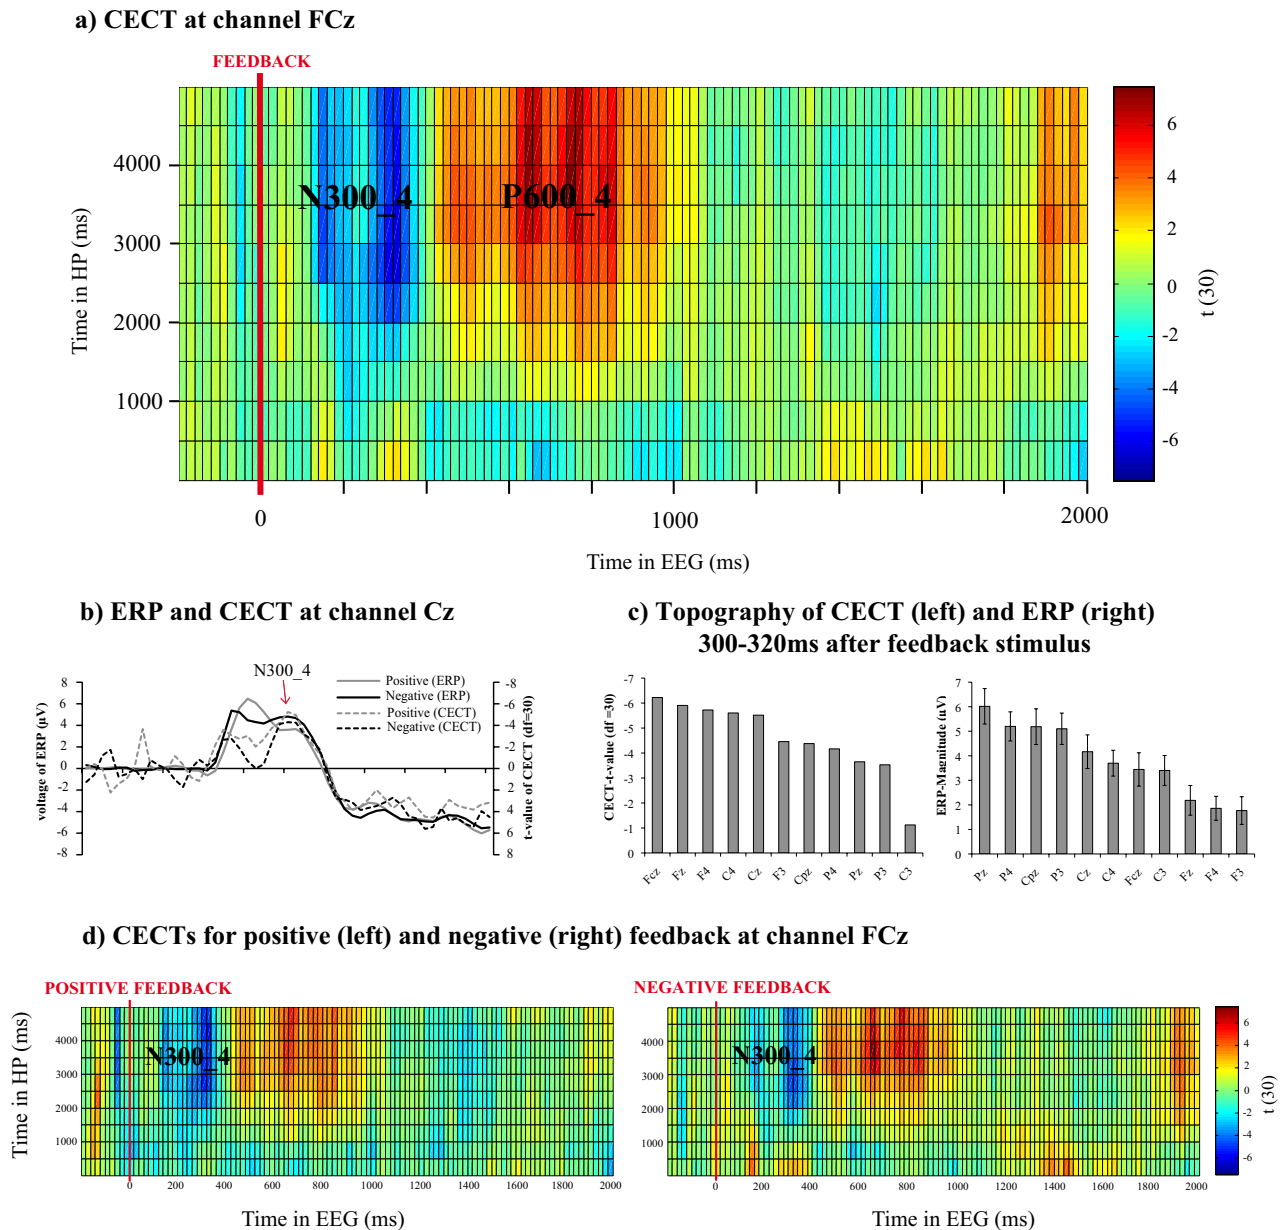 a) CECT at channel FCz
FEEDBACK
Time in HP (ms)
4000
3000
2000
1000
N300_4
P600_4
0
1000
2000
Time in EEG (ms)
6
4
2
0
-2
-4
-6
t (30)
b) ERP and CECT at channel Cz
N300_4
Positive (ERP)
Negative (ERP)
Positive (CECT)
Negative (CECT)
voltage of ERP (µV)
8
6
4
2
0
-2
-4
-6
-8
-8
-6
-4
-2
0
2
4
6
8
t-value of CECT (df=30)
c) Topography of CECT (left) and ERP (right)
300-320ms after feedback stimulus
CECT-t-value (df =30)
-7
-6
-5
-4
-3
-2
-1
0
Fcz Fz F4 C4 Cz F3 Cpz P4 Pz P3 C3
ERP-Magnitude (µV)
7
6
5
4
3
2
1
0
Pz P4 Cpz P3 Cz C4 Fcz C3 Fz F4 F3
d) CECTs for positive (left) and negative (right) feedback at channel FCz
POSITIVE FEEDBACK
Time in HP (ms)
4000
3000
2000
1000
N300_4
0 200 400 600 800 1000 1200 1400 1600 1800 2000
Time in EEG (ms)
NEGATIVE FEEDBACK
4000
3000
2000
1000
N300_4
0 200 400 600 800 1000 1200 1400 1600 1800 2000
Time in EEG (ms)
6
4
2
0
-2
-4
-6
t (30)